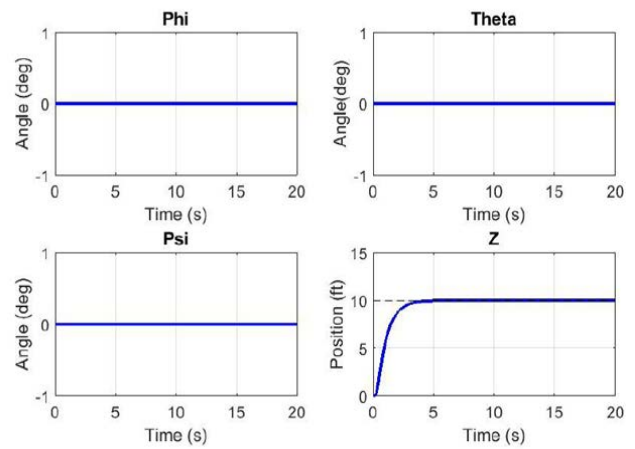 Phi
1
0
-1
Angle (deg)
0 5 10 15 20
Time (s)
Theta
1
0
-1
Angle(deg)
0 5 10 15 20
Time (s)
Psi
1
0
-1
Angle (deg)
0 5 10 15 20
Time (s)
Z
15
10
5
0
Position (ft)
0 5 10 15 20
Time (s)